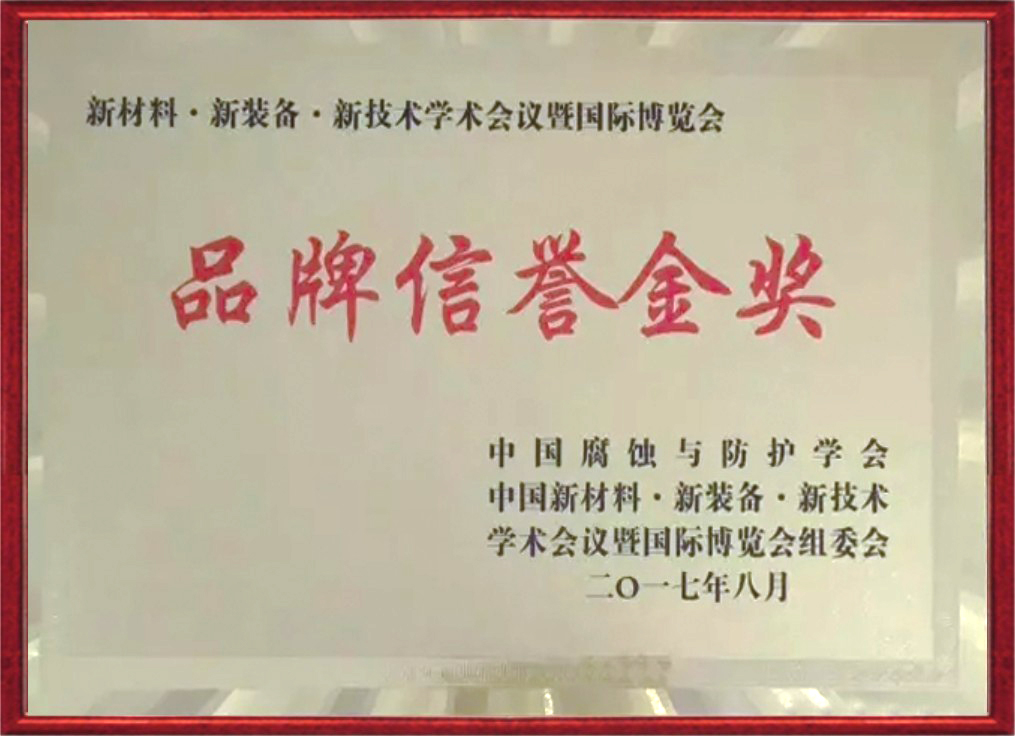 新材料·新装备·新技术学术会议暨国际博览会
品牌信誉金奖
中国腐蚀与防护学会
中国新材料·新装备·新技术
学术会议暨国际博览会组委会
二〇一七年八月